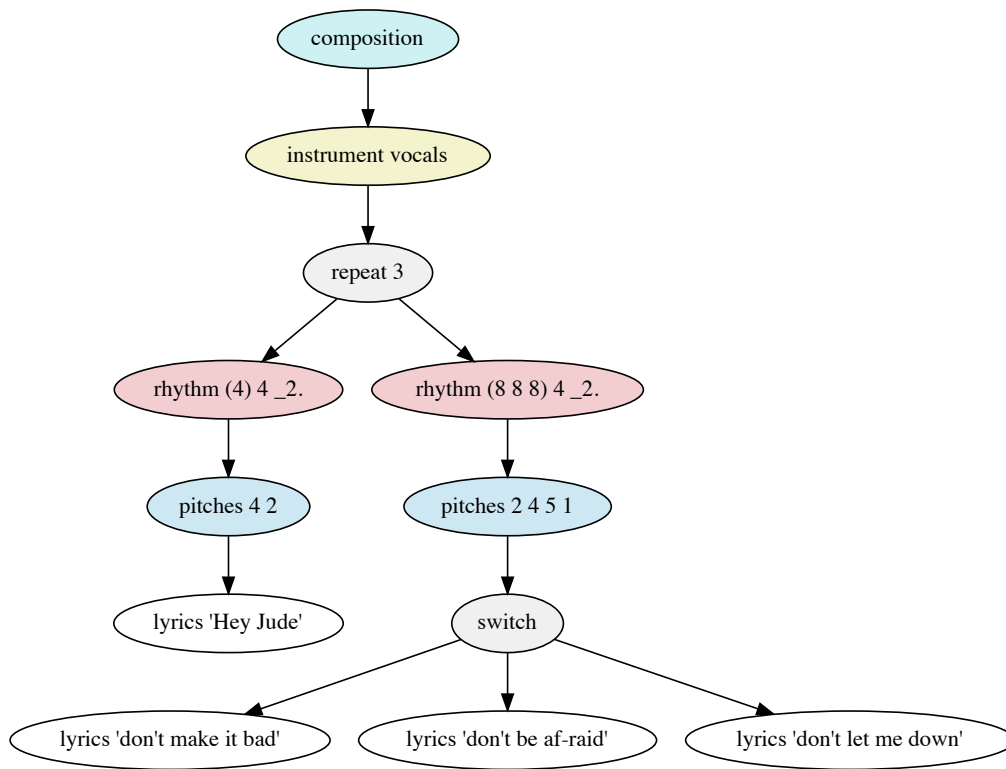 composition
instrument vocals
repeat 3
rhythm (4) 4 _2.
rhythm (8 8 8) 4 _2.
pitches 4 2
pitches 2 4 5 1
lyrics 'Hey Jude'
switch
lyrics 'don't make it bad'
lyrics 'don't be af-raid'
lyrics 'don't let me down'